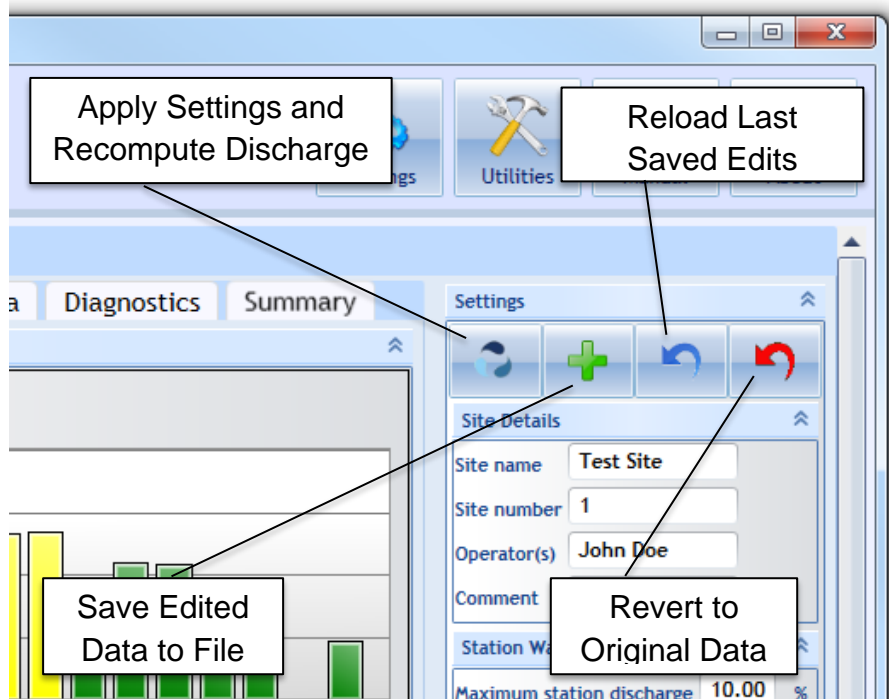 Apply Settings and
Recompute Discharge
Reload Last
Saved Edits
Utilities
Diagnostics
Summary
Settings
Site Details
Site name
Test Site
Site number
1
Operator(s)
John Doe
Comment
Save Edited
Data to File
Revert to
Original Data
Station
Maximum station discharge
10.00
%